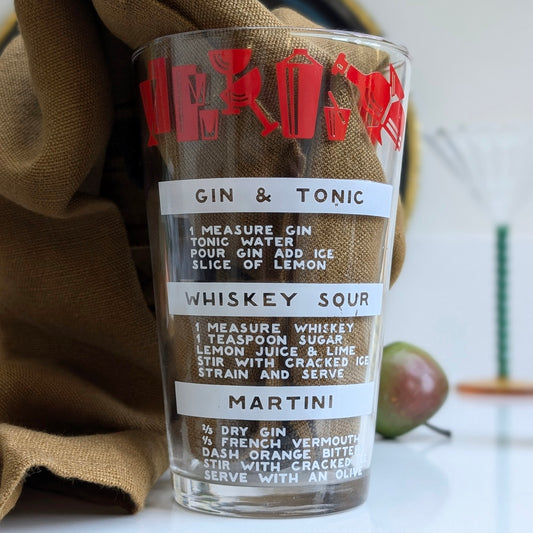 GIN & TONIC
1 MEASURE GIN
TONIC WATER
POUR GIN ADD ICE
SLICE OF LEMON
WHISKEY SOUR
1 MEASURE WHISKEY
1 TEASPOON SUGAR
LEMON JUICE & LIME
STIR WITH CRACKED ICE
STRAIN AND SERVE
MARTINI
⅔ DRY GIN
⅓ FRENCH VERMOUTH
DASH ORANGE BITTE
STIR WITH CRACKED
SERVE WITH AN OLIVE